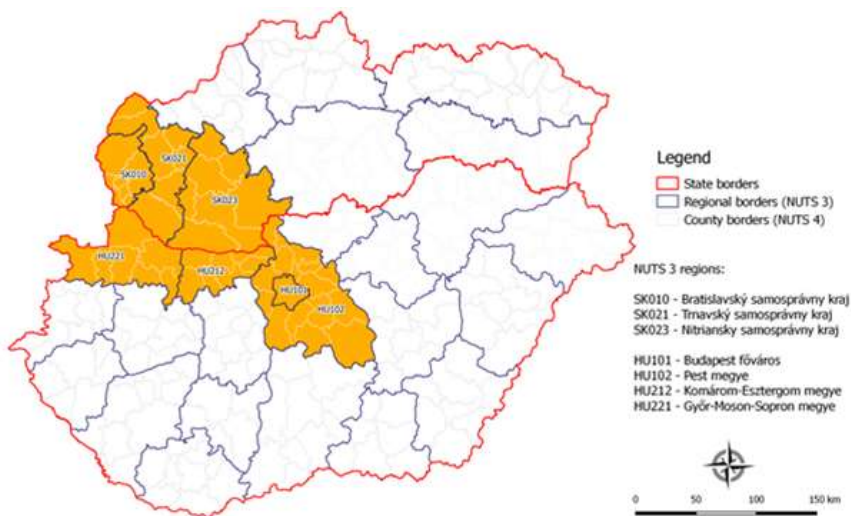 SK021
SK010
SK023
HU221
HU212
HU101
HU102
Legend
State borders
Regional borders (NUTS 3)
County borders (NUTS 4)
NUTS 3 regions:
SK010 - Bratislavský samosprávny kraj
SK021 - Trnavský samosprávny kraj
SK023 - Nitriansky samosprávny kraj
HU101 - Budapest főváros
HU102 - Pest megye
HU212 - Komárom-Esztergom megye
HU221 - Győr-Moson-Sopron megye
0 50 100 150 km